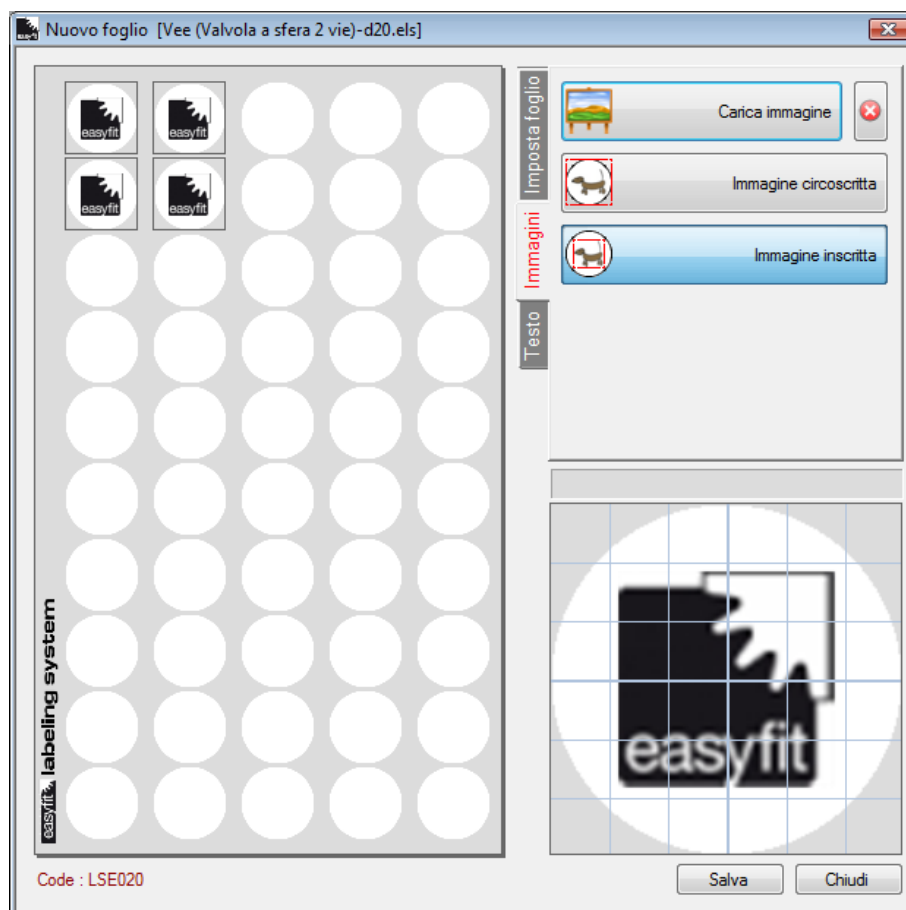 Nuovo foglio [Vee (Valvola a sfera 2 vie)-d20.els]
easyfit easyfit
easyfit easyfit
easyfit labeling system
Imposta foglio
Immagini
Testo
Carica immagine
Immagine circoscritta
Immagine inscritta
easyfit
Code : LSE020
Salva
Chiudi